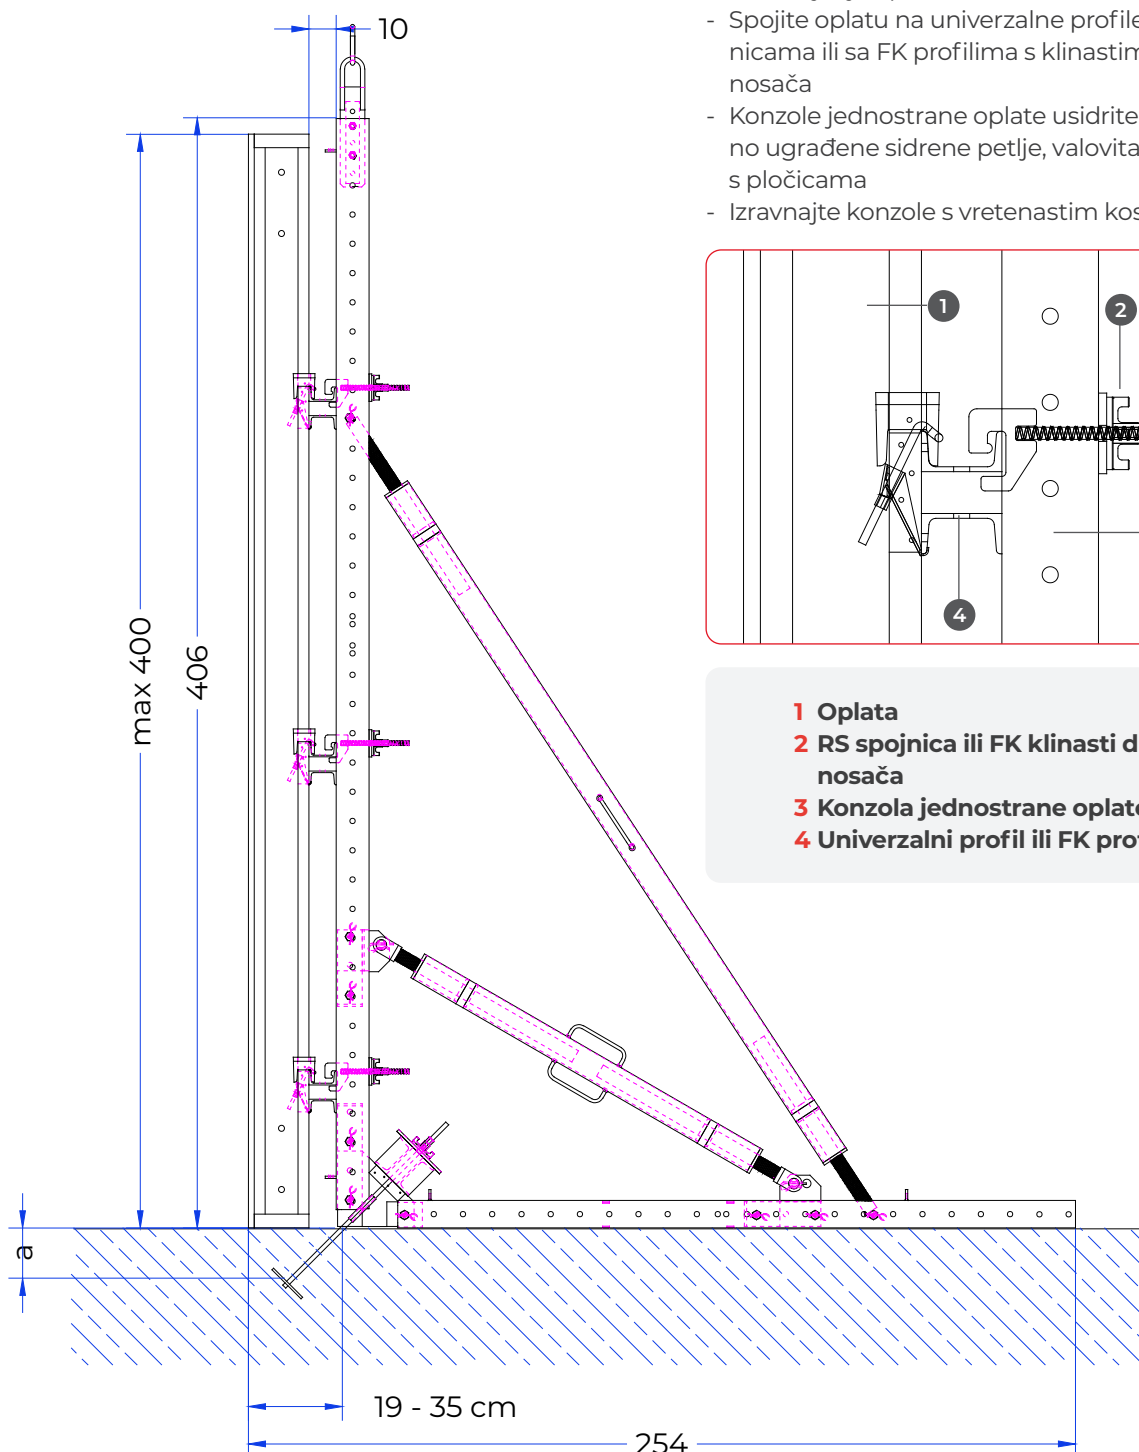 10
max 400
406
a
19 - 35 cm
254
- Spojite oplatu na univerzalne profile
nicama ili sa FK profilima s klinastim
nosača
- Konzole jednostrane oplate usidrite
no ugrađene sidrene petlje, valovita
s pločicama
- Izravnajte konzole s vretenastim kos
1
2
4
1 Oplata
2 RS spojnica ili FK klinasti d
nosača
3 Konzola jednostrane oplate
4 Univerzalni profil ili FK prof